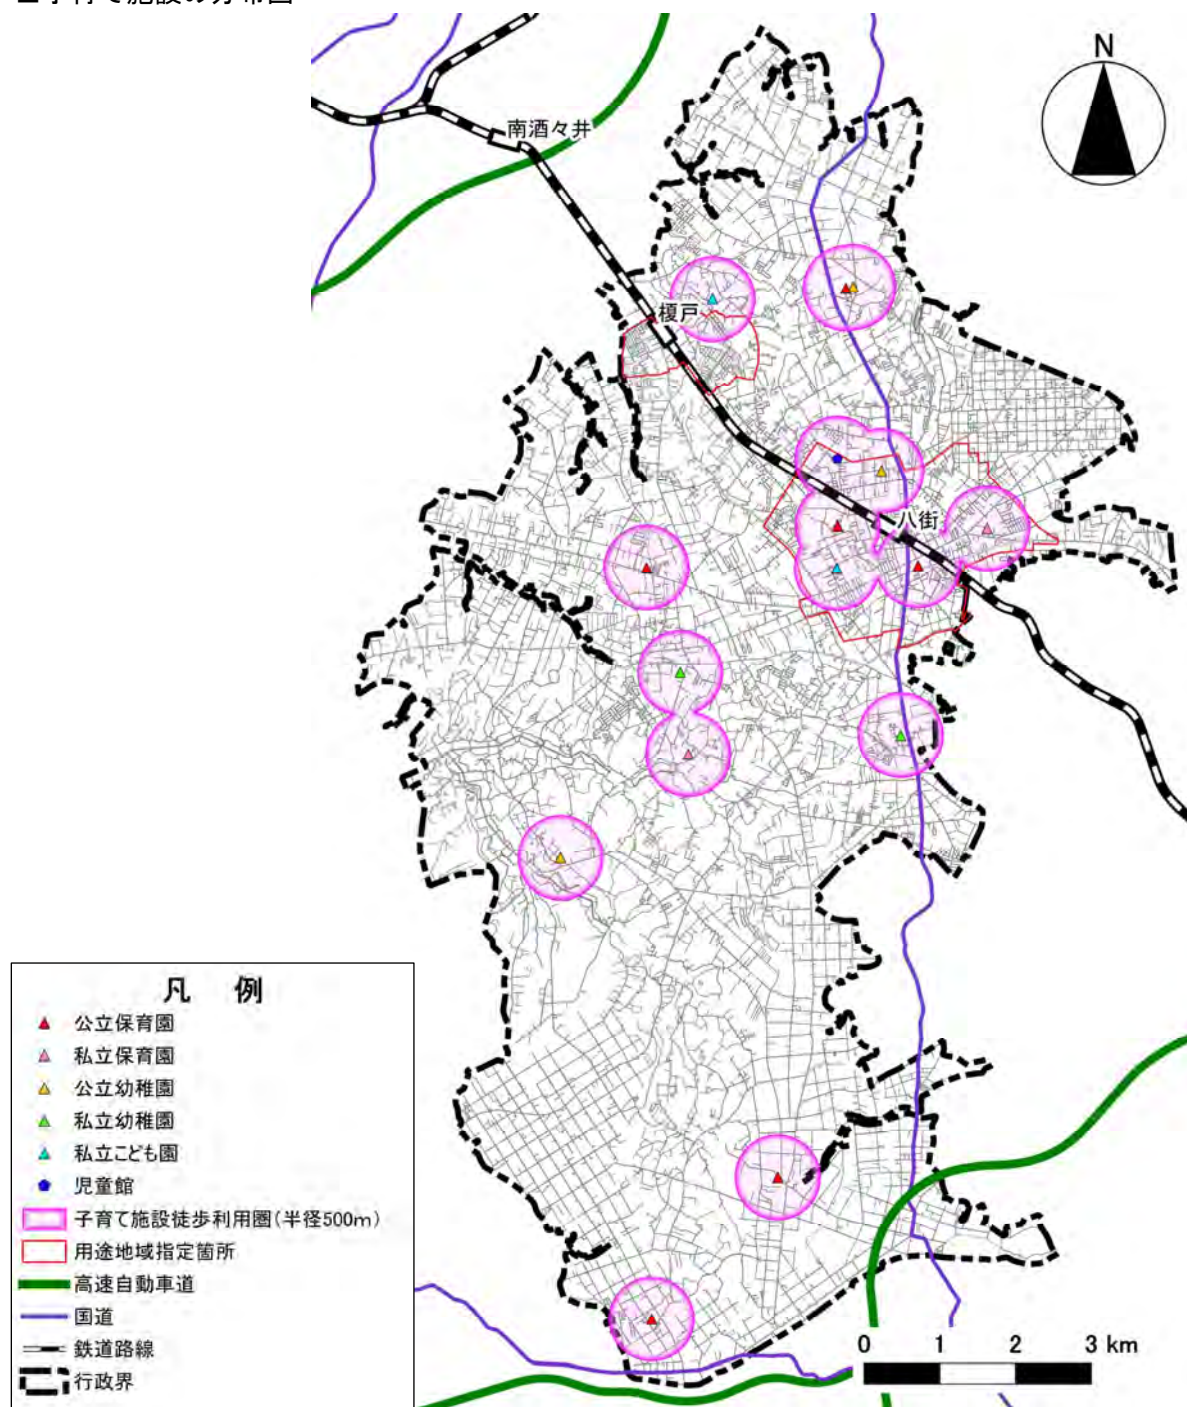 ■子育て施設の分布図
N
南酒々井
榎戸
八街
凡 例
公立保育園
私立保育園
公立幼稚園
私立幼稚園
私立こども園
児童館
子育て施設徒歩利用圏(半径500m)
用途地域指定箇所
高速自動車道
国道
鉄道路線
行政界
0 1 2 3 km